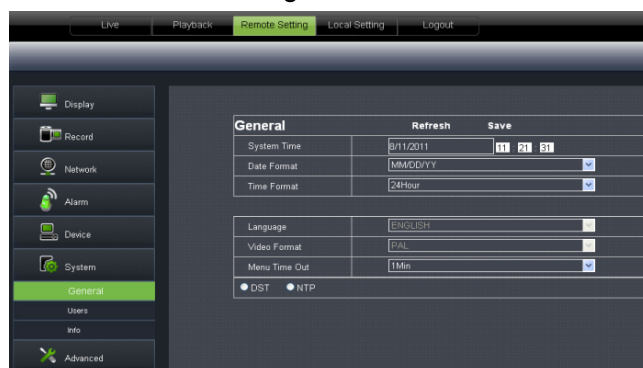 Live Playback Remote Setting Local Setting Logout
Display
Record
Network
Alarm
Device
System
General
Users
Info
Advanced
General Refresh Save
System Time 8/11/2011 11 : 21 : 31
Date Format MM/DD/YY
Time Format 24Hour
Language ENGLISH
Video Format PAL
Menu Time Out 1Min
DST NTP